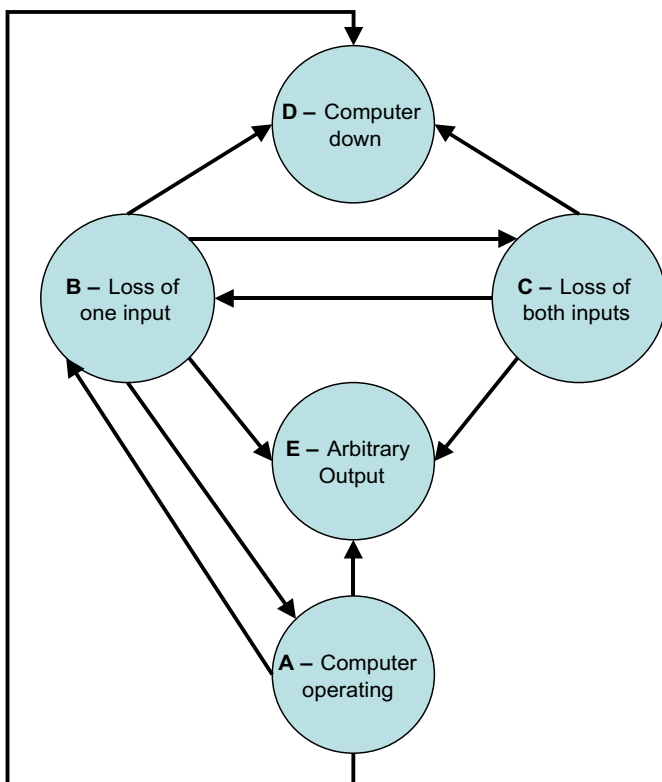 D – Computer
down
B – Loss of
one input
C – Loss of
both inputs
E – Arbitrary
Output
A – Computer
operating